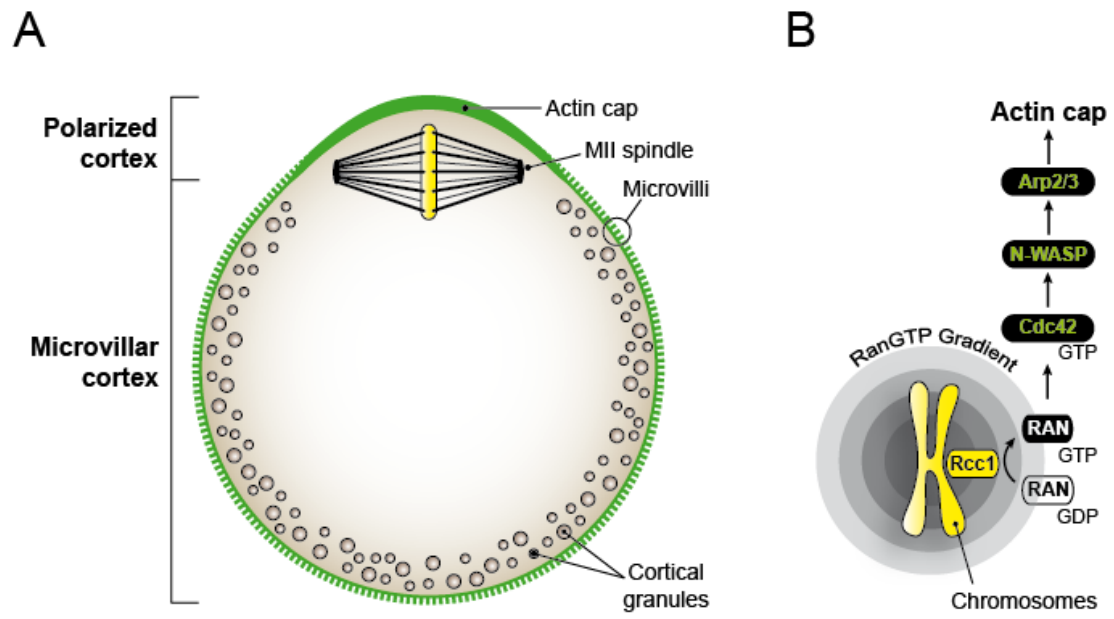 A
Polarized
cortex
Actin cap
MII spindle
Microvilli
Microvillar
cortex
Cortical
granules
B
Actin cap
Arp2/3
N-WASP
Cdc42
GTP
RanGTP Gradient
RAN
GTP
Rcc1
RAN
GDP
Chromosomes